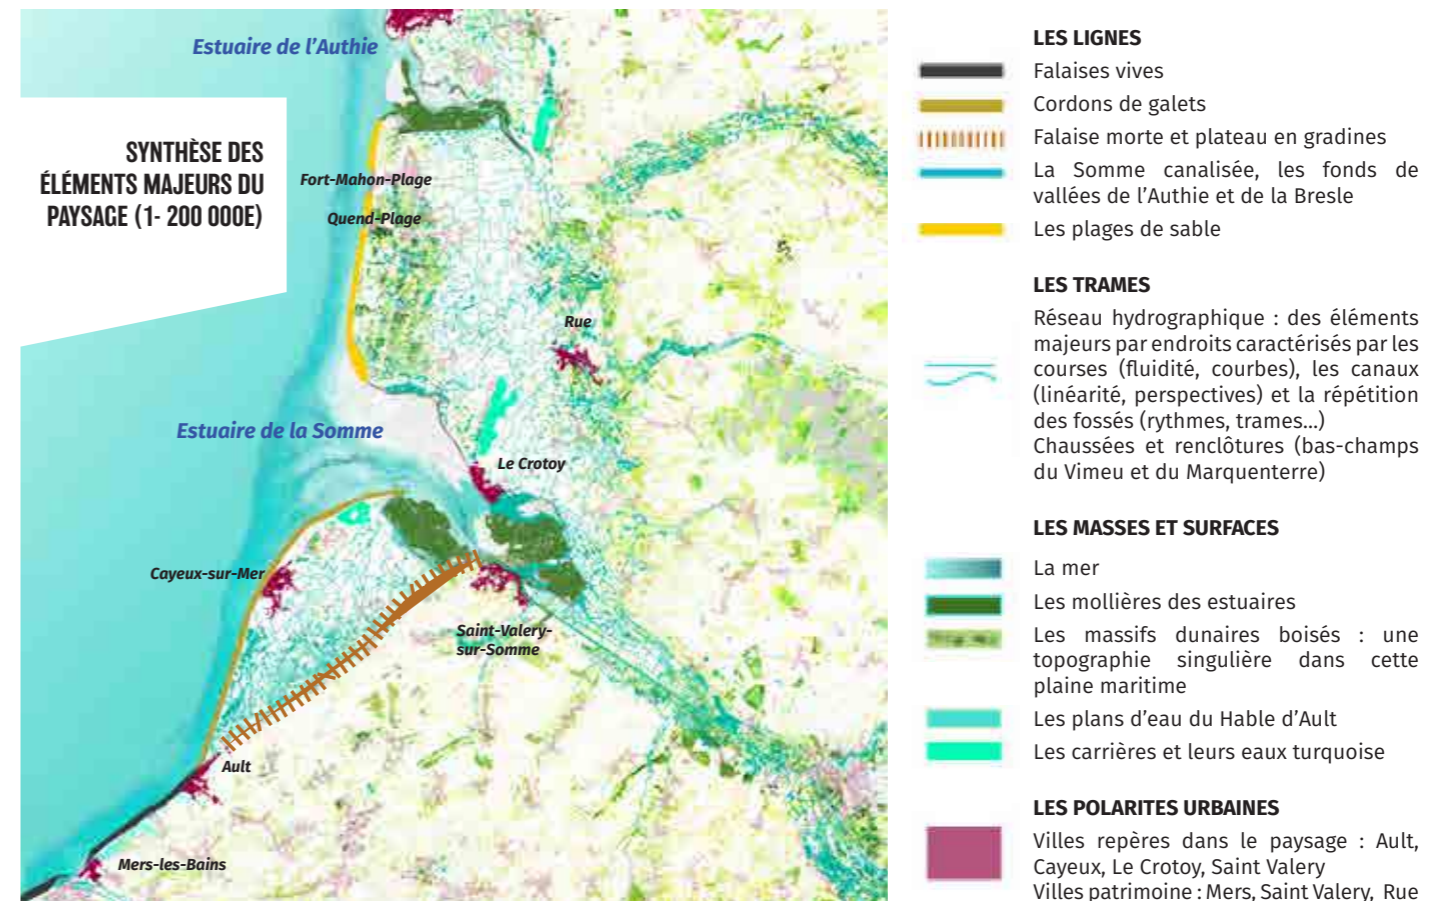 Estuaire de l’Authie
SYNTHÈSE DES
ÉLÉMENTS MAJEURS DU
PAYSAGE (1- 200 000E)
Fort-Mahon-Plage
Quend-Plage
Rue
Estuaire de la Somme
Le Crotoy
Cayeux-sur-Mer
Saint-Valery-
sur-Somme
Ault
Mers-les-Bains
LES LIGNES
Falaises vives
Cordons de galets
Falaise morte et plateau en gradines
La Somme canalisée, les fonds de
vallées de l’Authie et de la Bresle
Les plages de sable
LES TRAMES
Réseau hydrographique : des éléments
majeurs par endroits caractérisés par les
courses (fluidité, courbes), les canaux
(linéarité, perspectives) et la répétition
des fossés (rythmes, trames...)
Chaussées et renclôtures (bas-champs
du Vimeu et du Marquenterre)
LES MASSES ET SURFACES
La mer
Les mollières des estuaires
Les massifs dunaires boisés : une
topographie singulière dans cette
plaine maritime
Les plans d’eau du Hable d’Ault
Les carrières et leurs eaux turquoise
LES POLARITES URBAINES
Villes repères dans le paysage : Ault,
Cayeux, Le Crotoy, Saint Valery
Villes patrimoine : Mers, Saint Valery, Rue